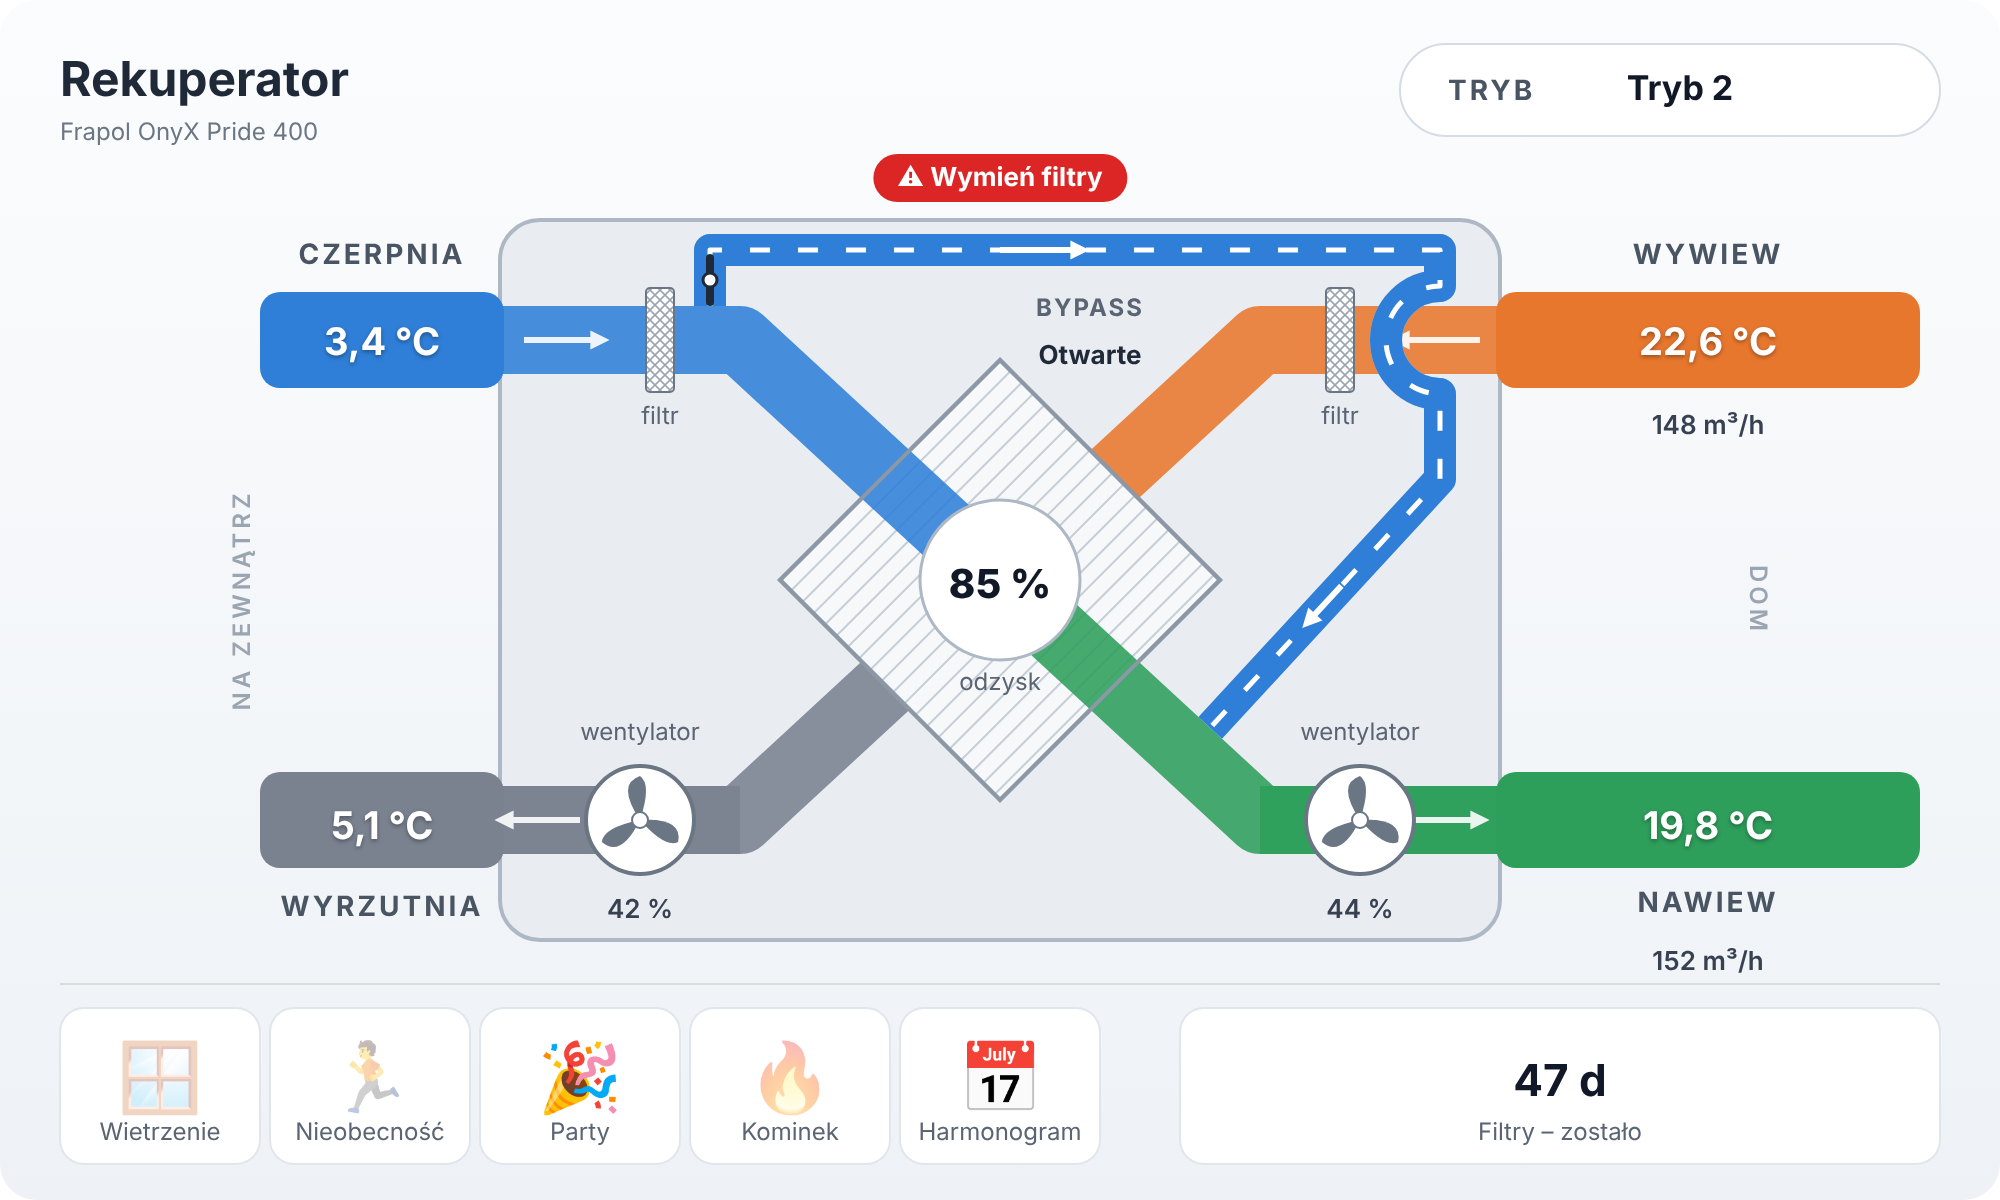 Rekuperator
Frapol OnyX Pride 400
TRYB Tryb 2
⚠ Wymień filtry
CZERPNIA
WYWIEW
3,4 °C
BYPASS
Otwarte
22,6 °C
filtr
filtr
148 m³/h
NA ZEWNĄTRZ
85 %
DOM
odzysk
wentylator
wentylator
5,1 °C
19,8 °C
WYRZUTNIA
42 %
44 %
NAWIEW
152 m³/h
July
17
Wietrzenie
Nieobecność
Party
Kominek
Harmonogram
47 d
Filtry – zostało